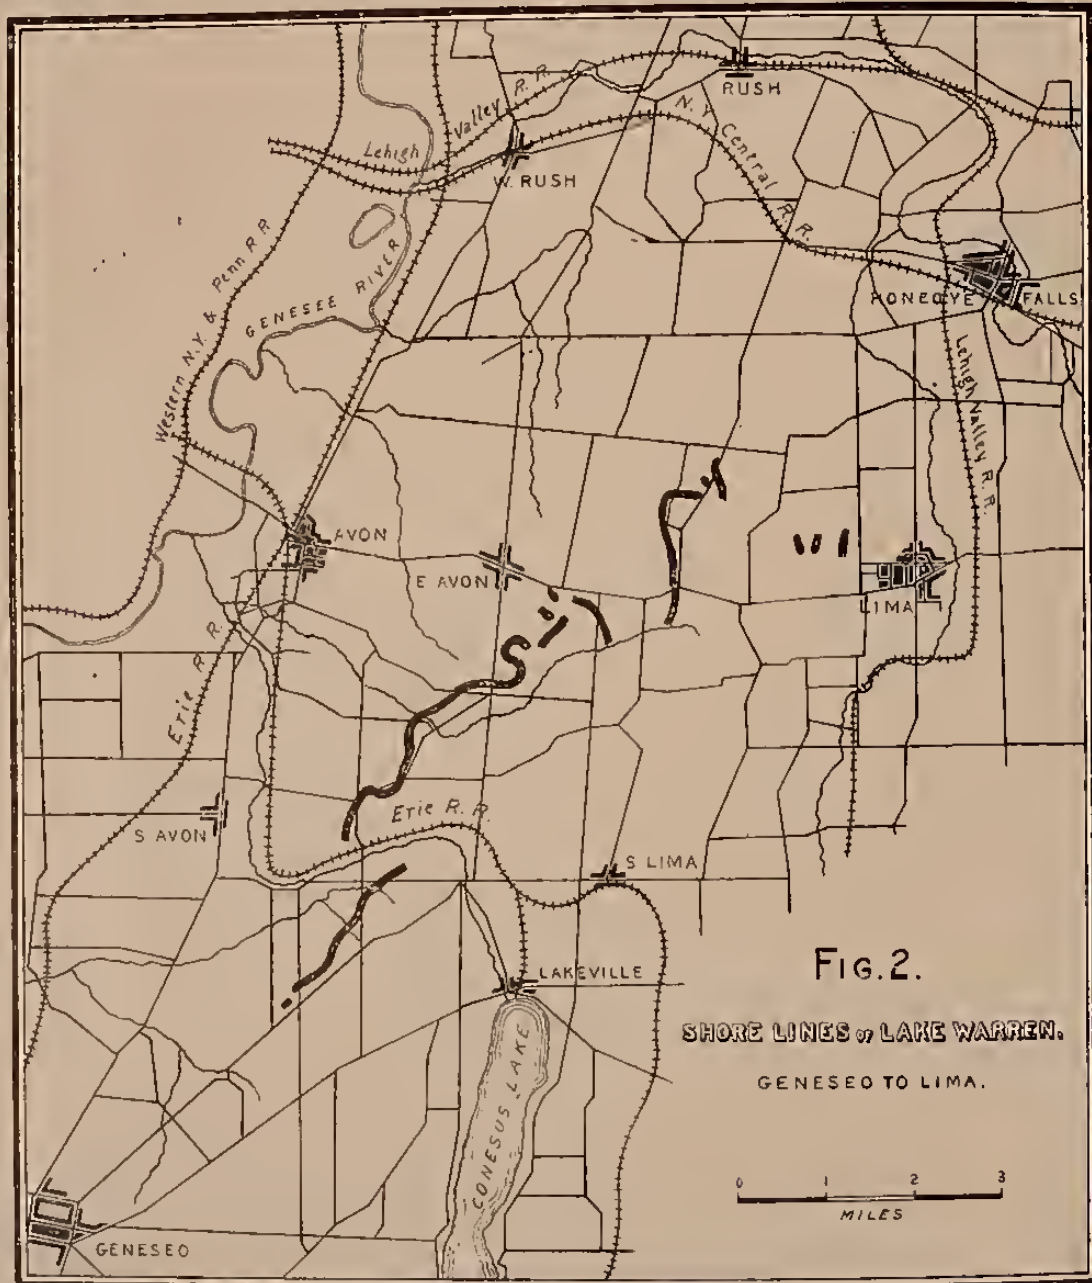 RUSH
Lehigh Valley R. R.
N. Y. Central R. R.
W. RUSH
Western N.Y. & Penn R.R.
GENESEE RIVER
HONEOYE FALLS
Lehigh Valley R. R.
AVON
E AVON
LIMA
Erie R. R.
S AVON
Erie R. R.
S LIMA
LAKEVILLE
FIG. 2.
SHORE LINES OF LAKE WARREN.
GENESEO TO LIMA.
CONESUS LAKE
0 1 2 3
MILES
GENESEO